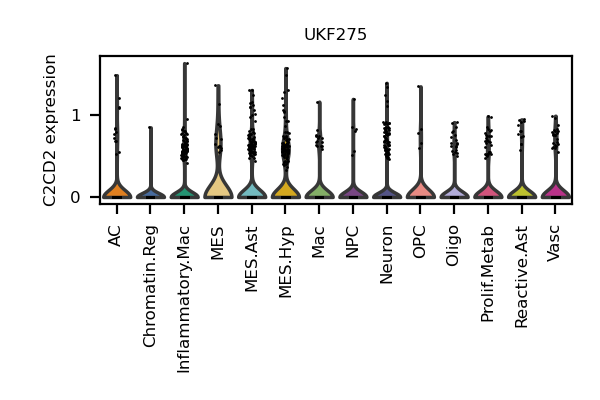 UKF275
C2CD2 expression
1
0
AC
Chromatin.Reg
Inflammatory.Mac
MES
MES.Ast
MES.Hyp
Mac
NPC
Neuron
OPC
Oligo
Prolif.Metab
Reactive.Ast
Vasc